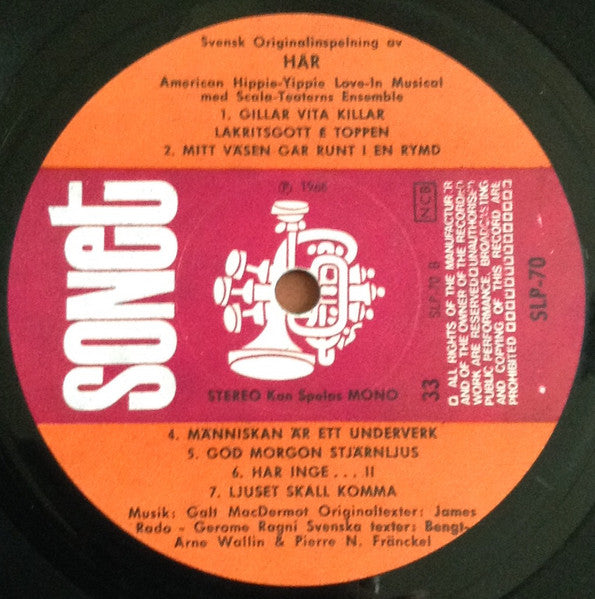 Svensk Originalinspelning av
HÅR
American Hippie-Yippie Love-In Musical
med Scala-Teaterns Ensemble
1. GILLAR VITA KILLAR
LAKRITSGOTT & TOPPEN
2. MITT VÄSEN GÅR RUNT I EN RYMD
SONET
℗ 1968
NCB
SLP 70 B
33
STEREO Kan Spelas MONO
ALL RIGHTS OF THE MANUFACTURER
AND OF THE OWNER OF THE RECORDED
WORK ARE RESERVED UNAUTHORISED
PUBLIC PERFORMANCE, BROADCASTING
AND COPYING OF THIS RECORD ARE
PROHIBITED
SLP-70
4. MÄNNISKAN ÄR ETT UNDERVERK
5. GOD MORGON STJÄRNLJUS
6. HAR INGE . . . II
7. LJUSET SKALL KOMMA
Musik: Galt MacDermot Originaltexter: James
Rado - Gerome Ragni Svenska texter: Bengt-
Arne Wallin & Pierre N. Fränckel